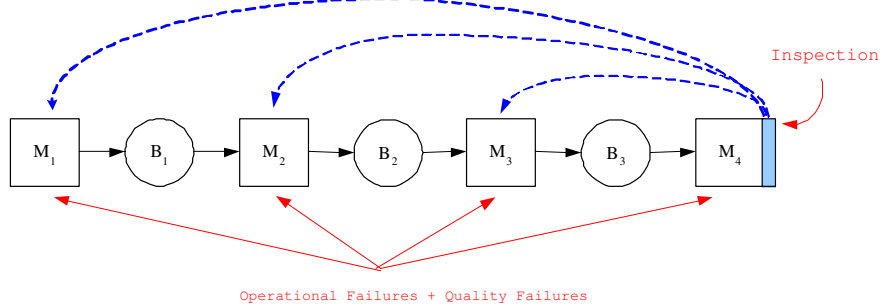 Inspection
M1 B1 M2 B2 M3 B3 M4
Operational Failures + Quality Failures